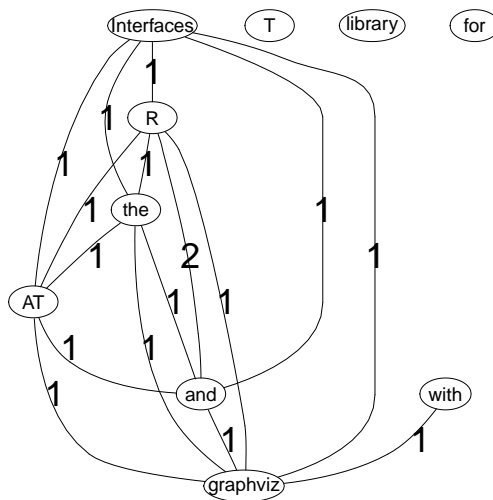 Interfaces T library for
1
R
1 1
1
1 1
the
1 2 1 1
AT
1 1
1 1
and with
1 1 1
graphviz